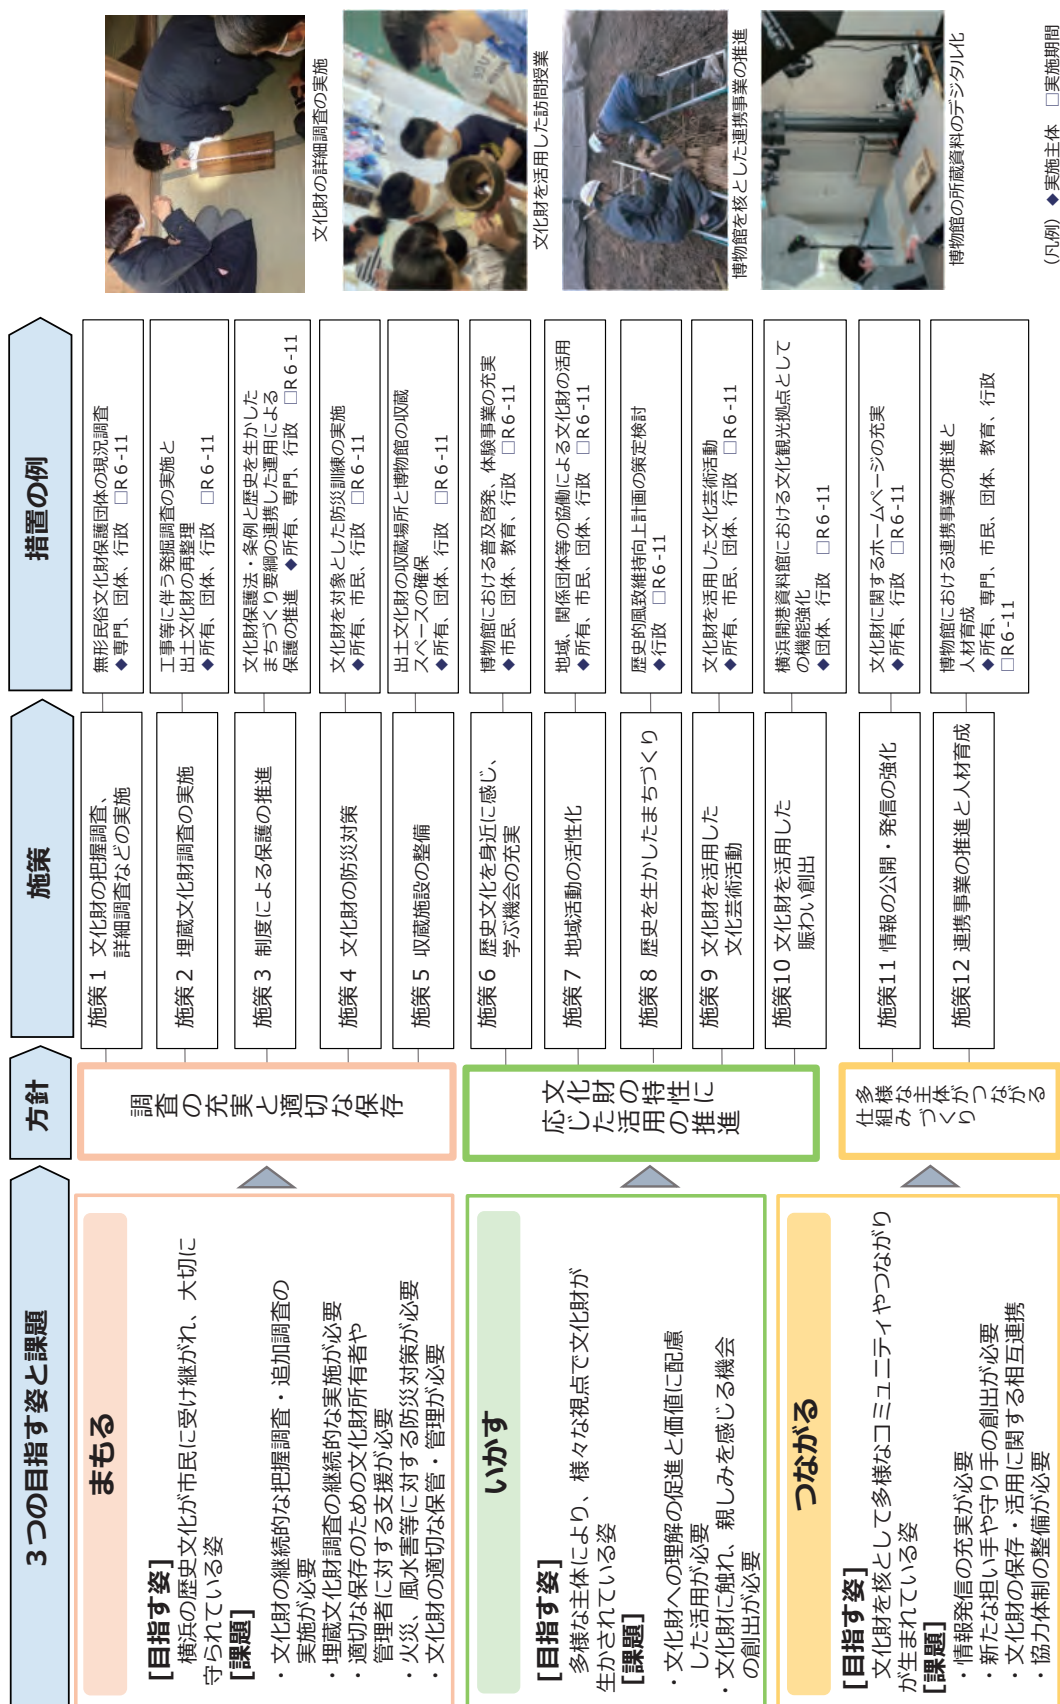 3つの目指す姿と課題
方針
施策
措置の例
まもる
[目指す姿]
横浜の歴史文化が市民に受け継がれ、大切に
守られている姿
[課題]
・文化財の継続的な把握調査・追加調査の
実施が必要
・埋蔵文化財調査の継続的な実施が必要
・適切な保存のための文化財所有者や
管理者に対する支援が必要
・火災、風水害等に対する防災対策が必要
・文化財の適切な保管・管理が必要
調査の充実と適切な保存
施策1 文化財の把握調査、
詳細調査などの実施
施策2 埋蔵文化財調査の実施
施策3 制度による保護の推進
施策4 文化財の防災対策
施策5 収蔵施設の整備
無形民俗文化財保護団体の現況調査
◆専門、団体、行政 □R6-11
工事等に伴う発掘調査の実施と
出土文化財の再整理
◆所有、団体、行政 □R6-11
文化財保護法・条例と歴史を生かした
まちづくり要綱の連携した運用による
保護の推進 ◆所有、専門、行政 □R6-11
文化財を対象とした防災訓練の実施
◆所有、市民、行政 □R6-11
出土文化財の収蔵場所と博物館の収蔵
スペースの確保
◆所有、団体、行政 □R6-11
いかす
[目指す姿]
多様な主体により、様々な視点で文化財が
生かされている姿
[課題]
・文化財への理解の促進と価値に配慮
した活用が必要
・文化財に触れ、親しみを感じる機会
の創出が必要
文化財の特性に
応じた活用の推進
施策6 歴史文化を身近に感じ、
学ぶ機会の充実
施策7 地域活動の活性化
施策8 歴史を生かしたまちづくり
施策9 文化財を活用した
文化芸術活動
施策10 文化財を活用した
賑わい創出
博物館における普及啓発、体験事業の充実
◆市民、団体、教育、行政 □R6-11
地域、関係団体等の協働による文化財の活用
◆所有、市民、団体、行政 □R6-11
歴史的風致維持向上計画の策定検討
◆行政 □R6-11
文化財を活用した文化芸術活動
◆所有、市民、団体、行政 □R6-11
横浜開港資料館における文化観光拠点として
の機能強化
◆団体、行政 □R6-11
つながる
[目指す姿]
文化財を核として多様なコミュニティやつながり
が生まれている姿
[課題]
・情報発信の充実が必要
・新たな担い手や守り手の創出が必要
・文化財の保存・活用に関する相互連携
・協力体制の整備が必要
多様な主体がつながる
仕組みづくり
施策11 情報の公開・発信の強化
施策12 連携事業の推進と人材育成
文化財に関するホームページの充実
◆所有、行政 □R6-11
博物館における連携事業の推進と
人材育成
◆所有、専門、市民、団体、教育、行政
□R6-11
文化財の詳細調査の実施
文化財を活用した訪問授業
博物館を核とした連携事業の推進
博物館の所蔵資料のデジタル化
(凡例) ◆実施主体 □実施期間